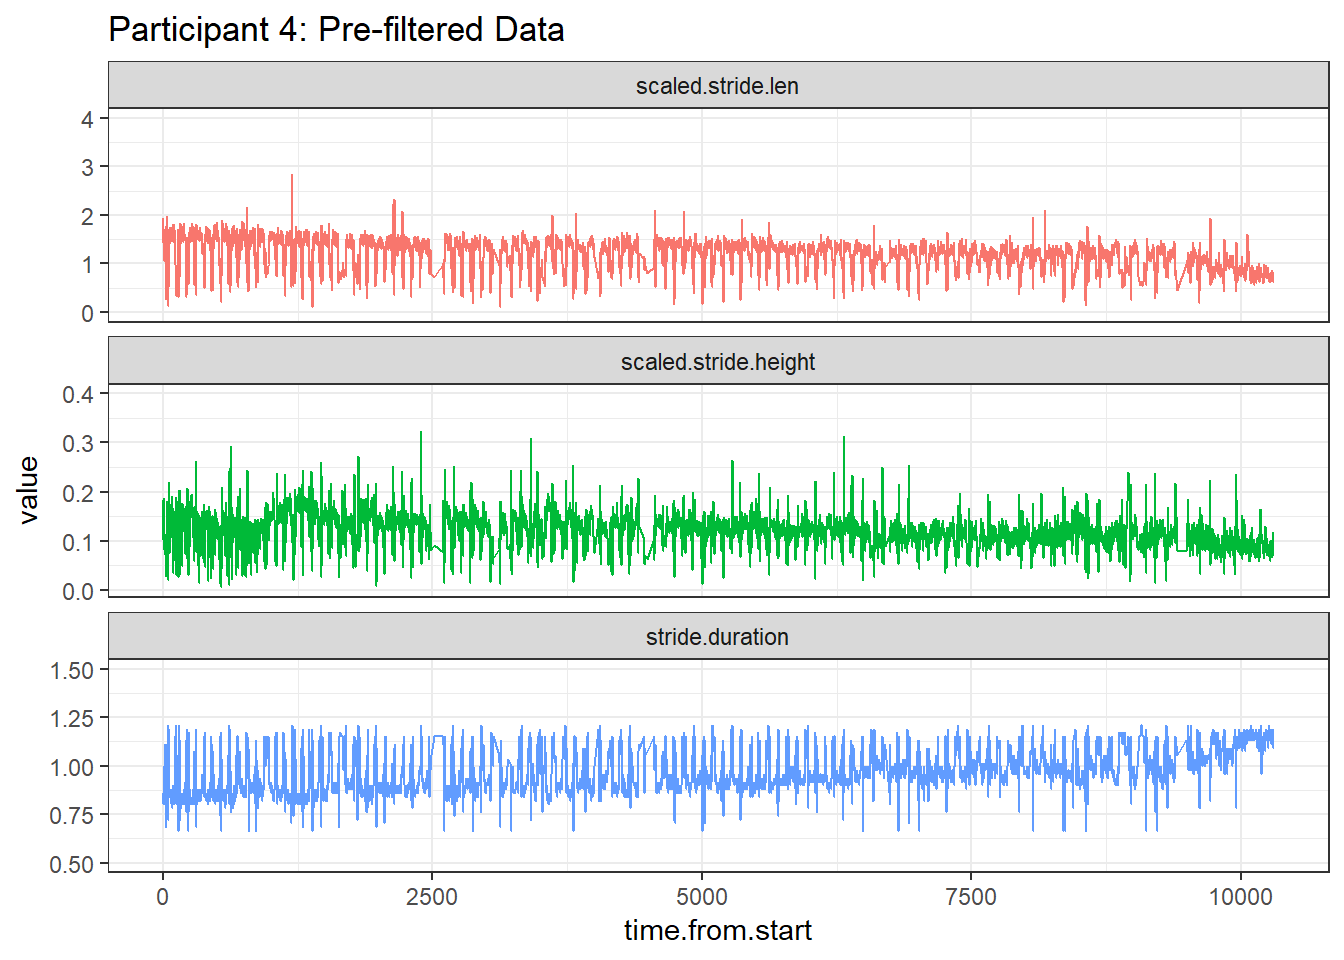 Participant 4: Pre-filtered Data
scaled.stride.len
4
3
2
1
0
scaled.stride.height
0.4
0.3
0.2
0.1
0.0
value
stride.duration
1.50
1.25
1.00
0.75
0.50
0 2500 5000 7500 10000
time.from.start